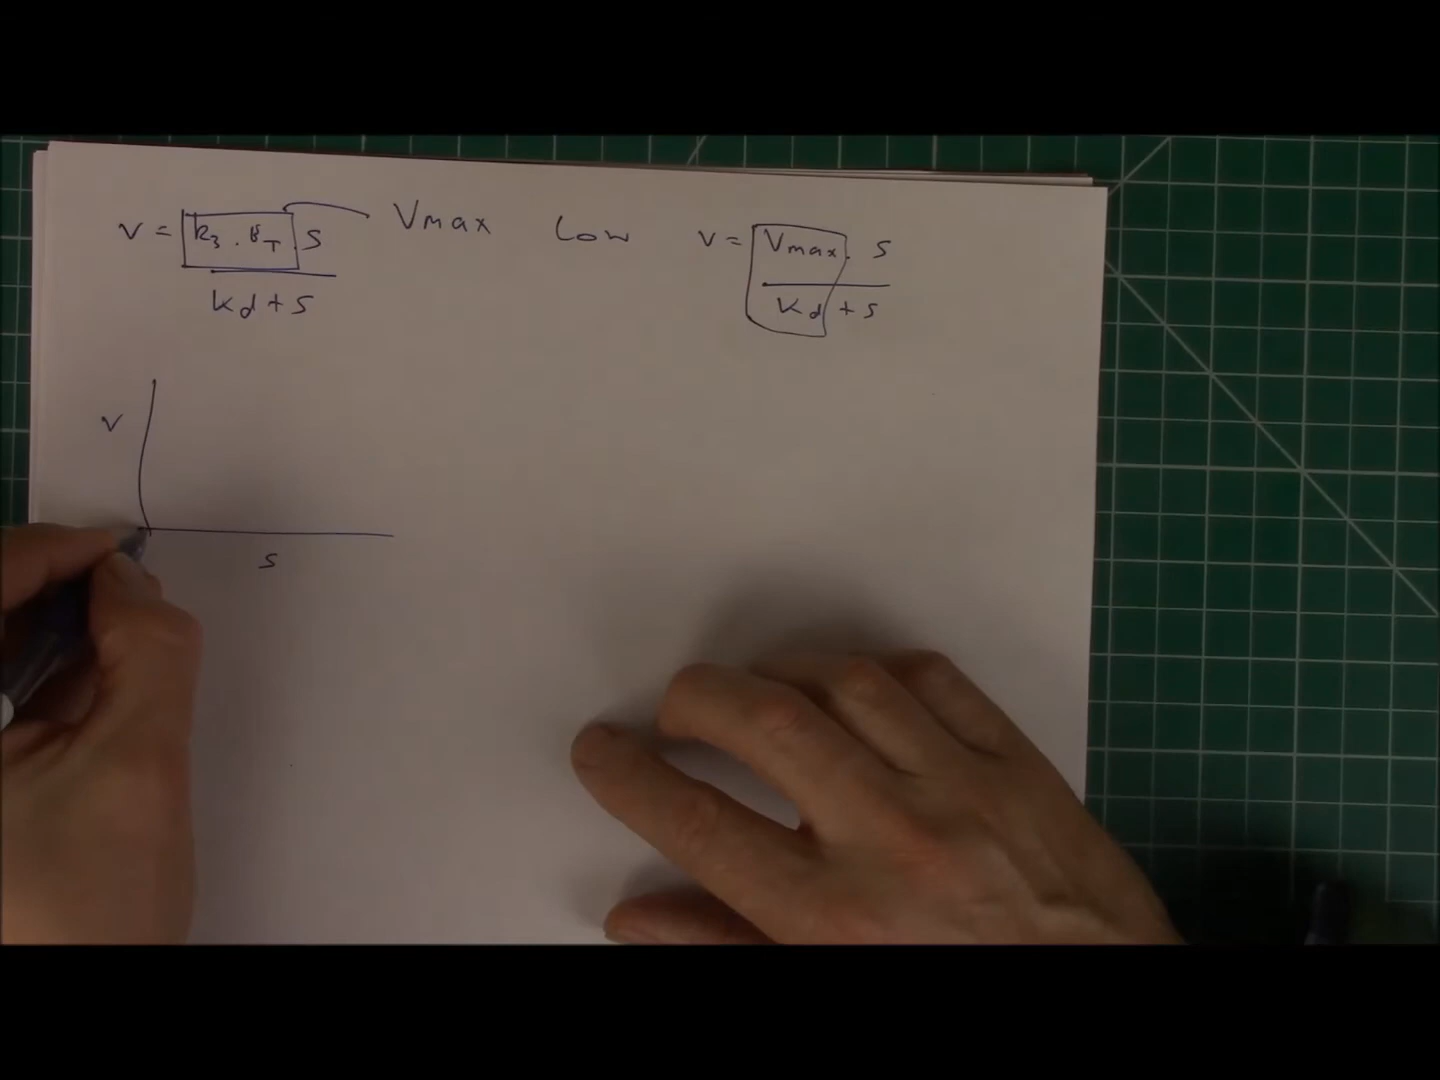 v = k3 . ET . S Vmax Low v = Vmax . S
Kd + S Kd + S
v
S